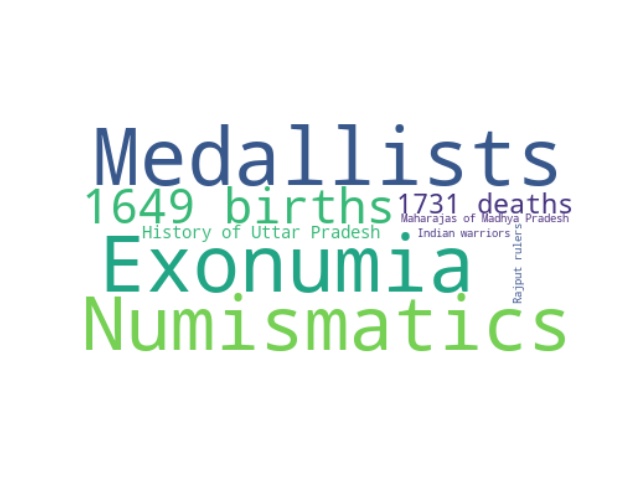 Medallists
1649 births
1731 deaths
Maharajas of Madhya Pradesh
History of Uttar Pradesh
Indian warriors
Rajput rulers
Exonumia
Numismatics